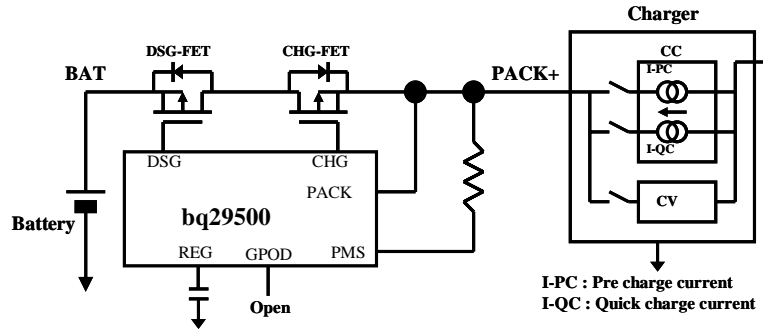 Charger
DSG-FET
CHG-FET
CC
BAT
PACK+
I-PC
I-QC
DSG
CHG
PACK
bq29500
CV
Battery
REG
GPOD
PMS
Open
I-PC : Pre charge current
I-QC : Quick charge current